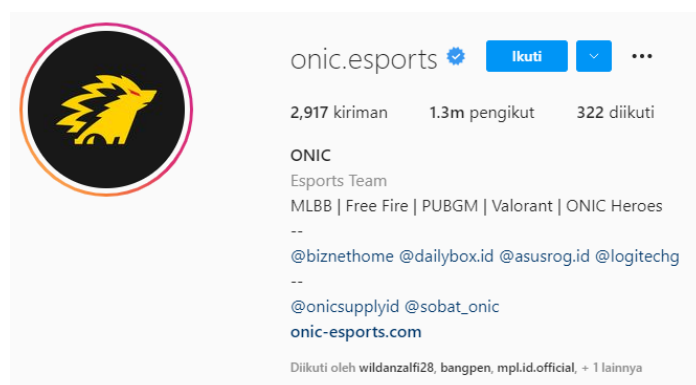 onic.esports Ikuti
2,917 kiriman 1.3m pengikut 322 diikuti
ONIC
Esports Team
MLBB | Free Fire | PUBGM | Valorant | ONIC Heroes
--
@biznethome @dailybox.id @asusrog.id @logitechg
--
@onicsupplyid @sobat_onic
onic-esports.com
Diikuti oleh wildanzalfi28, bangpen, mpl.id.official, + 1 lainnya